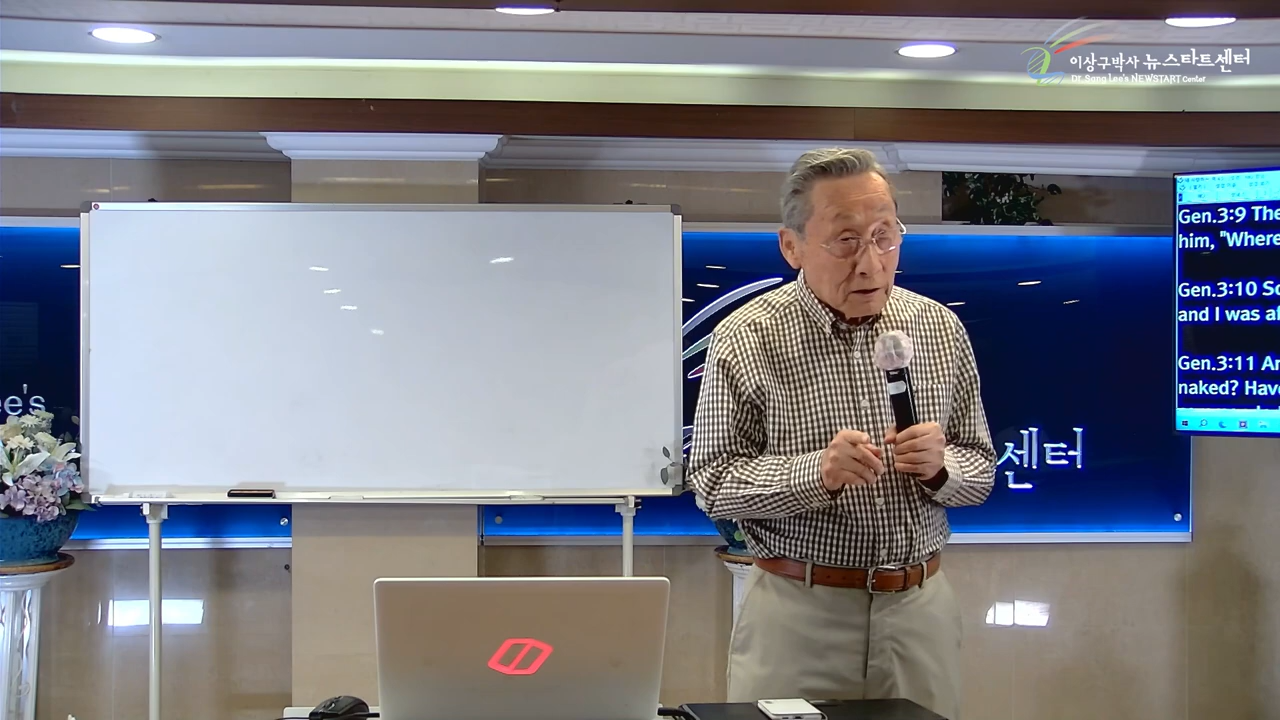 이상구박사 뉴스타트센터
Dr. Sang Lee's NEWSTART Center
Gen.3:9 The
him, "Where
Gen.3:10 So
and I was af
Gen.3:11 An
naked? Have
ee's
센터